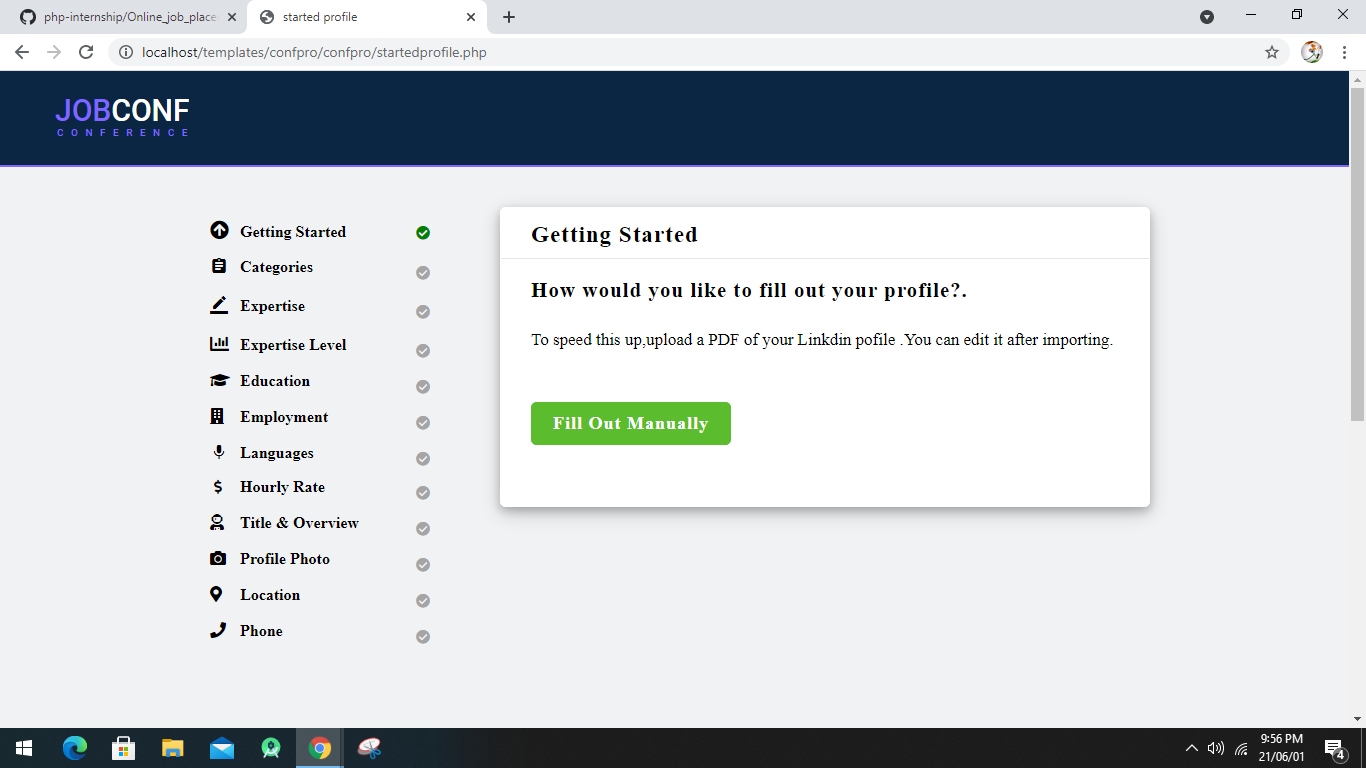 php-internship/Online_job_place
started profile
localhost/templates/confpro/confpro/startedprofile.php
JOBCONF
CONFERENCE
Getting Started
Categories
Expertise
Expertise Level
Education
Employment
Languages
Hourly Rate
Title & Overview
Profile Photo
Location
Phone
Getting Started
How would you like to fill out your profile?.
To speed this up,upload a PDF of your Linkdin pofile .You can edit it after importing.
Fill Out Manually
9:56 PM
21/06/01
4